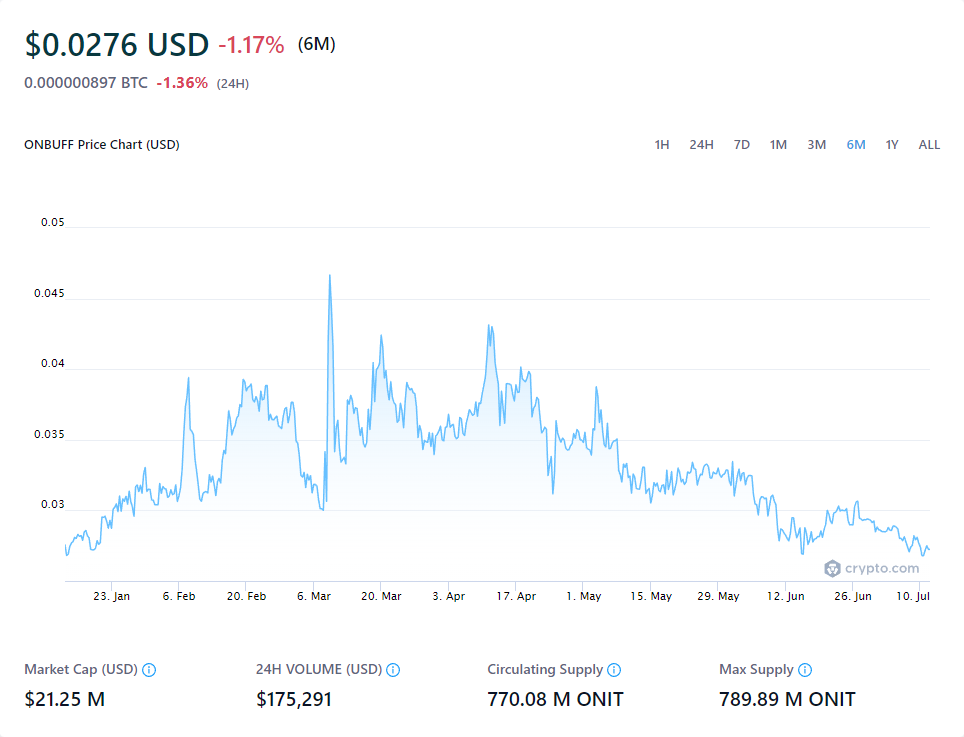 $0.0276 USD -1.17% (6M)
0.000000897 BTC -1.36% (24H)
ONBUFF Price Chart (USD) 1H 24H 7D 1M 3M 6M 1Y ALL
0.05
0.045
0.04
0.035
0.03
crypto.com
23. Jan 6. Feb 20. Feb 6. Mar 20. Mar 3. Apr 17. Apr 1. May 15. May 29. May 12. Jun 26. Jun 10. Jul
Market Cap (USD) 24H VOLUME (USD) Circulating Supply Max Supply
$21.25 M $175,291 770.08 M ONIT 789.89 M ONIT